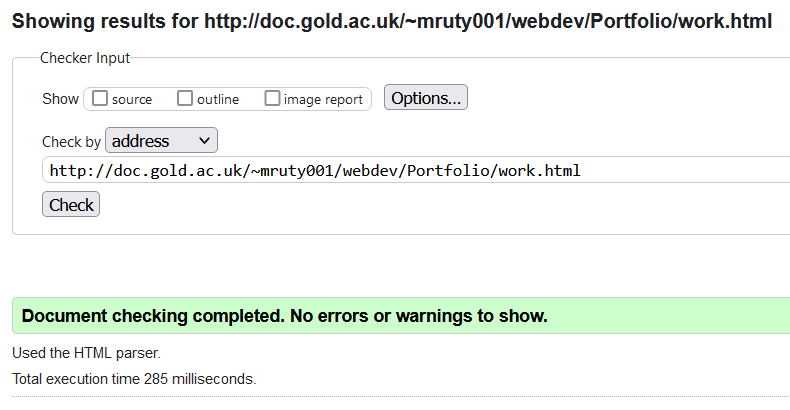 Showing results for http://doc.gold.ac.uk/~mruty001/webdev/Portfolio/work.html
Checker Input
Show source outline image report Options...
Check by address
http://doc.gold.ac.uk/~mruty001/webdev/Portfolio/work.html
Check
Document checking completed. No errors or warnings to show.
Used the HTML parser.
Total execution time 285 milliseconds.